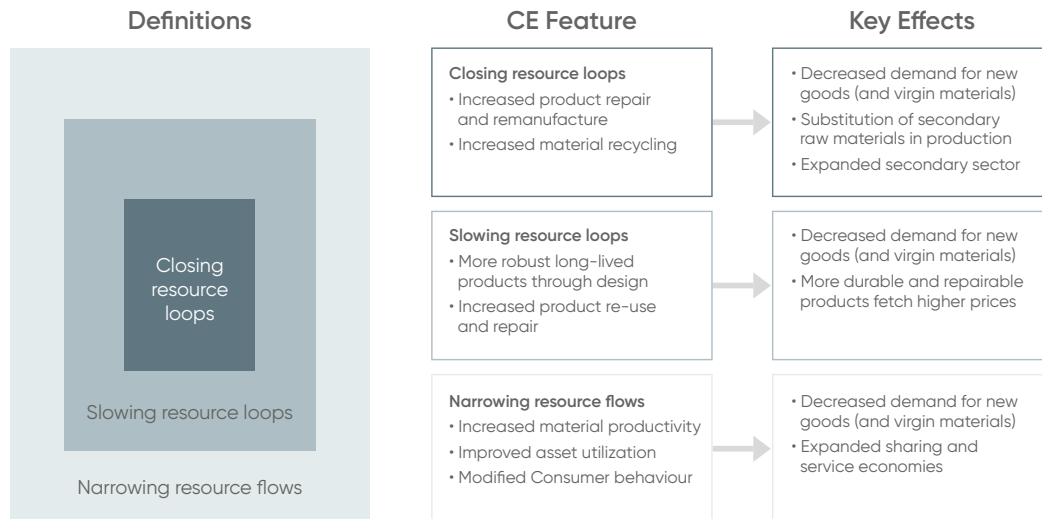 Definitions
Closing
resource
loops
Slowing resource loops
Narrowing resource flows
CE Feature
Closing resource loops
• Increased product repair
and remanufacture
• Increased material recycling
Slowing resource loops
• More robust long-lived
products through design
• Increased product re-use
and repair
Narrowing resource flows
• Increased material productivity
• Improved asset utilization
• Modified Consumer behaviour
Key Effects
• Decreased demand for new
goods (and virgin materials)
• Substitution of secondary
raw materials in production
• Expanded secondary sector
• Decreased demand for new
goods (and virgin materials)
• More durable and repairable
products fetch higher prices
• Decreased demand for new
goods (and virgin materials)
• Expanded sharing and
service economies